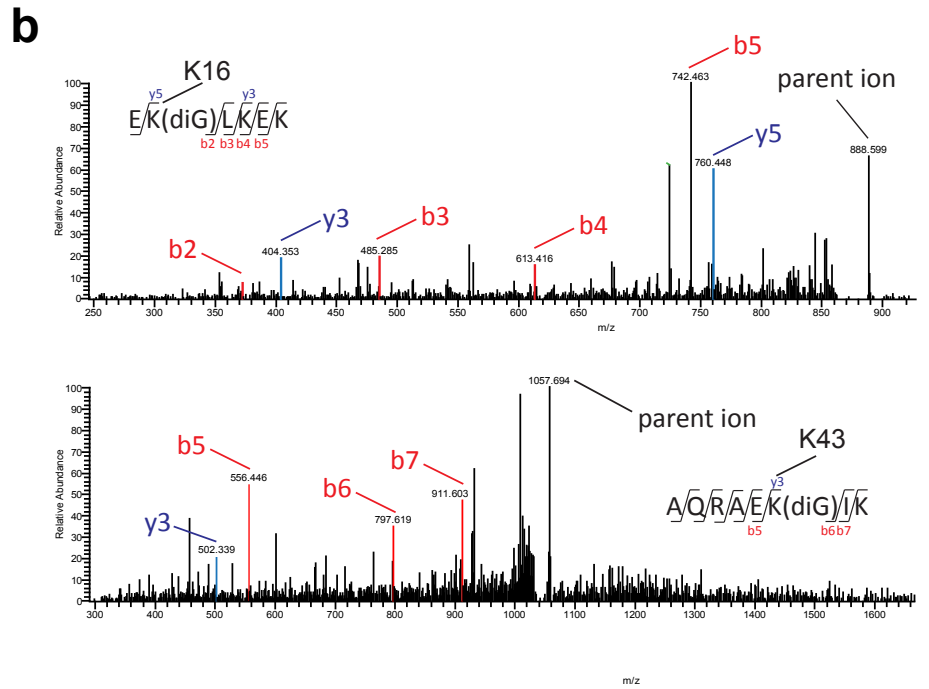 b
K16
y5 y3
EK(diG)LKEK
b2 b3 b4 b5
Relative Abundance
100
90
80
70
60
50
40
30
20
10
0
b2
y3
404.353
b3
485.285
b4
613.416
b5
742.463
y5
760.448
parent ion
888.599
250 300 350 400 450 500 550 600 650 700 750 800 850 900
m/z
Relative Abundance
100
90
80
70
60
50
40
30
20
10
0
y3
502.339
b5
556.446
b6
797.619
b7
911.603
1057.694
parent ion
K43
y3
AQRAEK(diG)IK
b5 b6 b7
300 400 500 600 700 800 900 1000 1100 1200 1300 1400 1500 1600
m/z